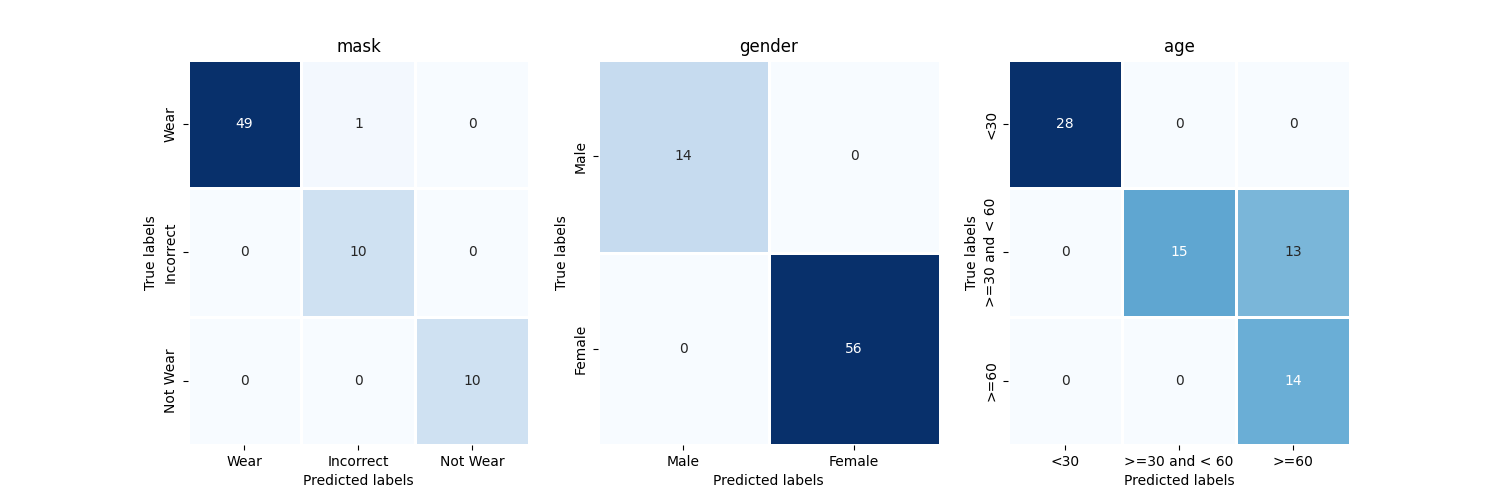 mask
Wear
49
1
0
True labels
Incorrect
0
10
0
Not Wear
0
0
10
Wear
Incorrect
Not Wear
Predicted labels
gender
Male
14
0
True labels
Female
0
56
Male
Female
Predicted labels
age
<30
28
0
0
True labels
>=30 and < 60
0
15
13
>=60
0
0
14
<30
>=30 and < 60
>=60
Predicted labels